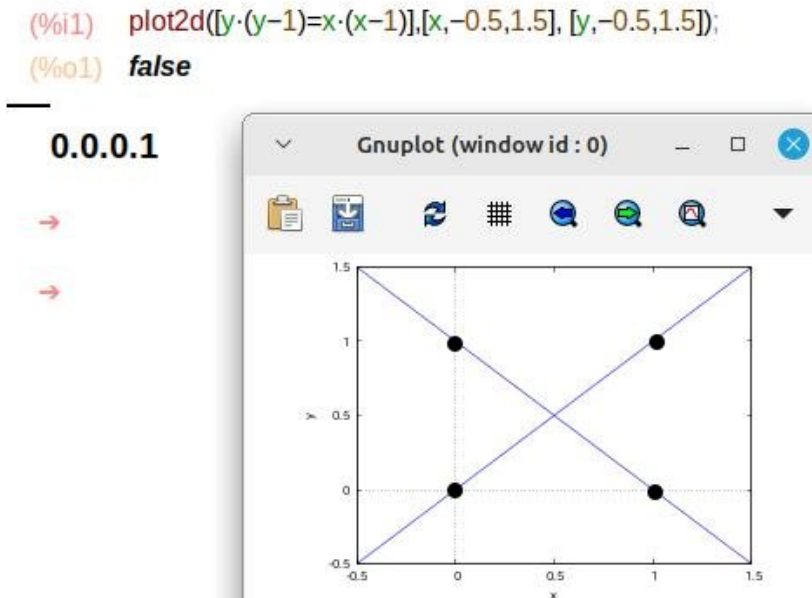 (%i1) plot2d([y·(y−1)=x·(x−1)],[x,−0.5,1.5], [y,−0.5,1.5]);
(%o1) false
0.0.0.1
Gnuplot (window id : 0)
1.5
1
y
0.5
0
-0.5
-0.5 0 0.5 1 1.5
x